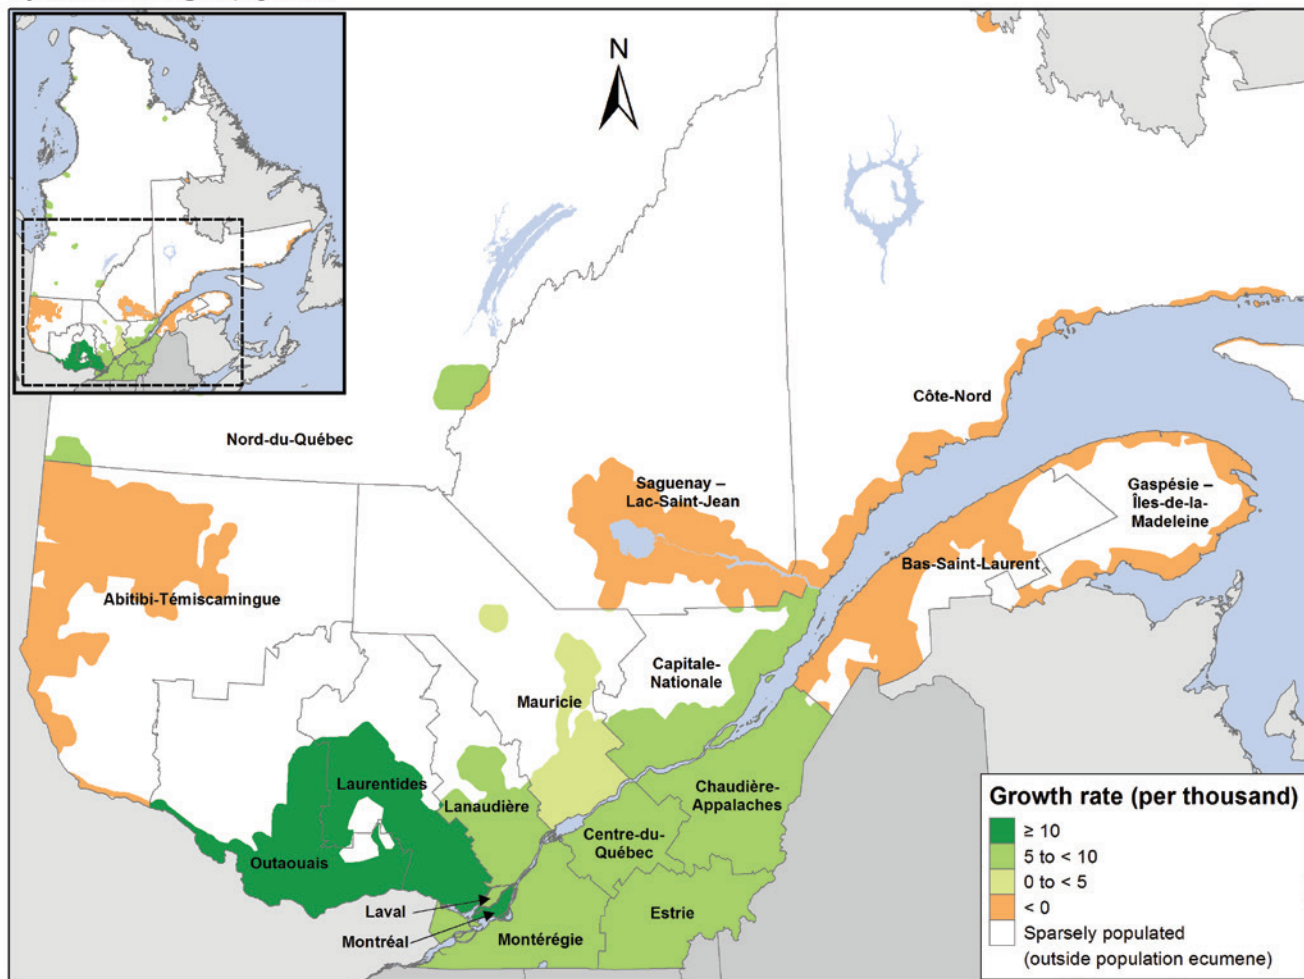 N
Nord-du-Québec
Côte-Nord
Saguenay –
Lac-Saint-Jean
Gaspésie –
Îles-de-la-
Madeleine
Bas-Saint-Laurent
Abitibi-Témiscamingue
Capitale-
Nationale
Mauricie
Laurentides
Lanaudière
Chaudière-
Appalaches
Centre-du-
Québec
Outaouais
Laval
Estrie
Montréal
Montérégie
Growth rate (per thousand)
≥ 10
5 to < 10
0 to < 5
< 0
Sparsely populated
(outside population ecumene)